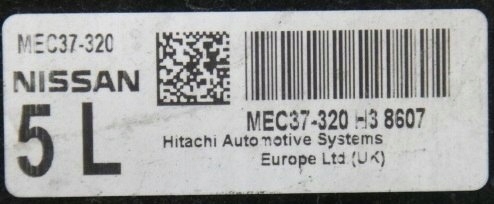 MEC37-320
NISSAN
5 L
MEC37-320 H3 8607
Hitachi Automotive Systems
Europe Ltd (UK)